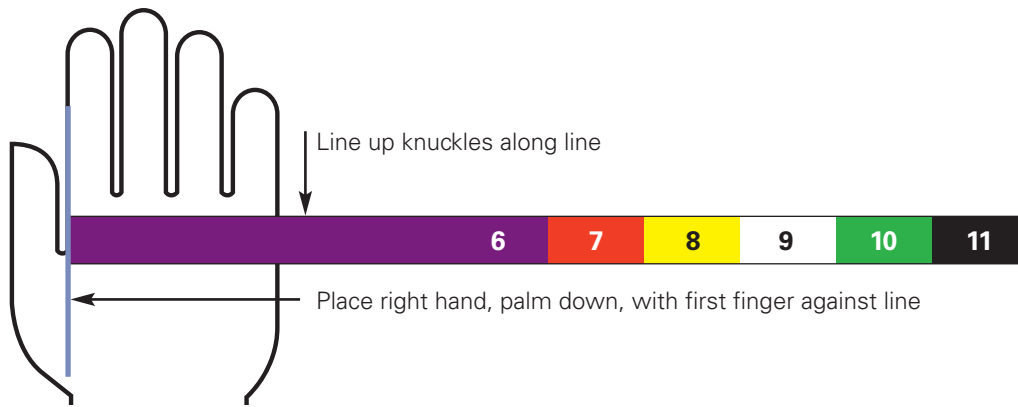 Line up knuckles along line
6 7 8 9 10 11
Place right hand, palm down, with first finger against line